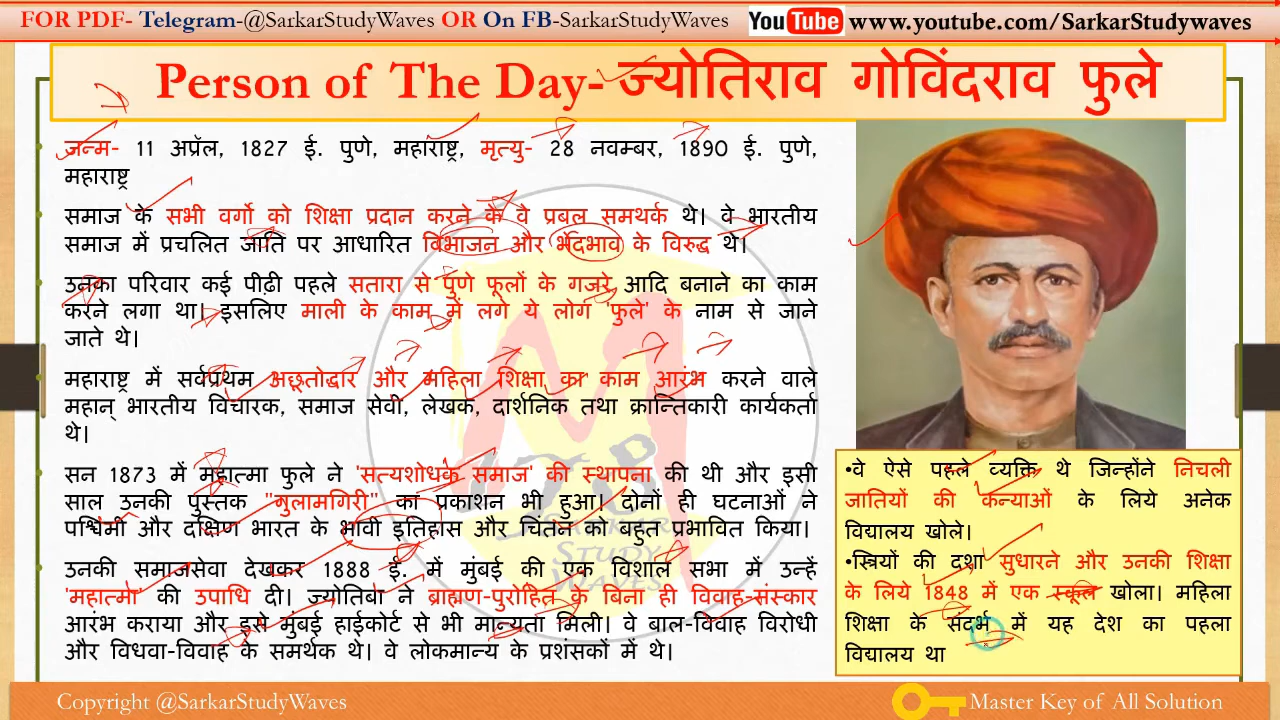 FOR PDF- Telegram-@SarkarStudyWaves OR On FB-SarkarStudyWaves YouTube www.youtube.com/SarkarStudywaves
Person of The Day- ज्योतिराव गोविंदराव फुले
जन्म- 11 अप्रॅल, 1827 ई. पुणे, महाराष्ट्र, मृत्यु- 28 नवम्बर, 1890 ई. पुणे,
महाराष्ट्र
समाज के सभी वर्गो को शिक्षा प्रदान करने के वे प्रबल समथर्क थे। वे भारतीय
समाज में प्रचलित जाति पर आधारित विभाजन और भेदभाव के विरुद्ध थे।
उनका परिवार कई पीढ़ी पहले सतारा से पुणे फूलों के गजरे आदि बनाने का काम
करने लगा था। इसलिए माली के काम में लगे ये लोग 'फुले' के नाम से जाने
जाते थे।
महाराष्ट्र में सर्वप्रथम अछूतोद्धार और महिला शिक्षा का काम आरंभ करने वाले
महान् भारतीय विचारक, समाज सेवी, लेखक, दार्शनिक तथा क्रान्तिकारी कार्यकर्ता
थे।
सन 1873 में महात्मा फुले ने 'सत्यशोधक समाज' की स्थापना की थी और इसी
साल उनकी पुस्तक "गुलामगिरी" का प्रकाशन भी हुआ। दोनों ही घटनाओं ने
पश्चिमी और दक्षिण भारत के भावी इतिहास और चिंतन को बहुत प्रभावित किया।
उनकी समाजसेवा देखकर 1888 ई. में मुंबई की एक विशाल सभा में उन्हें
'महात्मा' की उपाधि दी। ज्योतिबा ने ब्राह्मण-पुरोहित के बिना ही विवाह-संस्कार
आरंभ कराया और इसे मुंबई हाईकोर्ट से भी मान्यता मिली। वे बाल-विवाह विरोधी
और विधवा-विवाह के समर्थक थे। वे लोकमान्य के प्रशंसकों में थे।
•वे ऐसे पहले व्यक्ति थे जिन्होंने निचली
जातियों की कन्याओं के लिये अनेक
विद्यालय खोले।
•स्त्रियों की दशा सुधारने और उनकी शिक्षा
के लिये 1848 में एक स्कूल खोला। महिला
शिक्षा के संदर्भ में यह देश का पहला
विद्यालय था
SARKAR
STUDY
WAVES
Copyright @SarkarStudyWaves
Master Key of All Solution